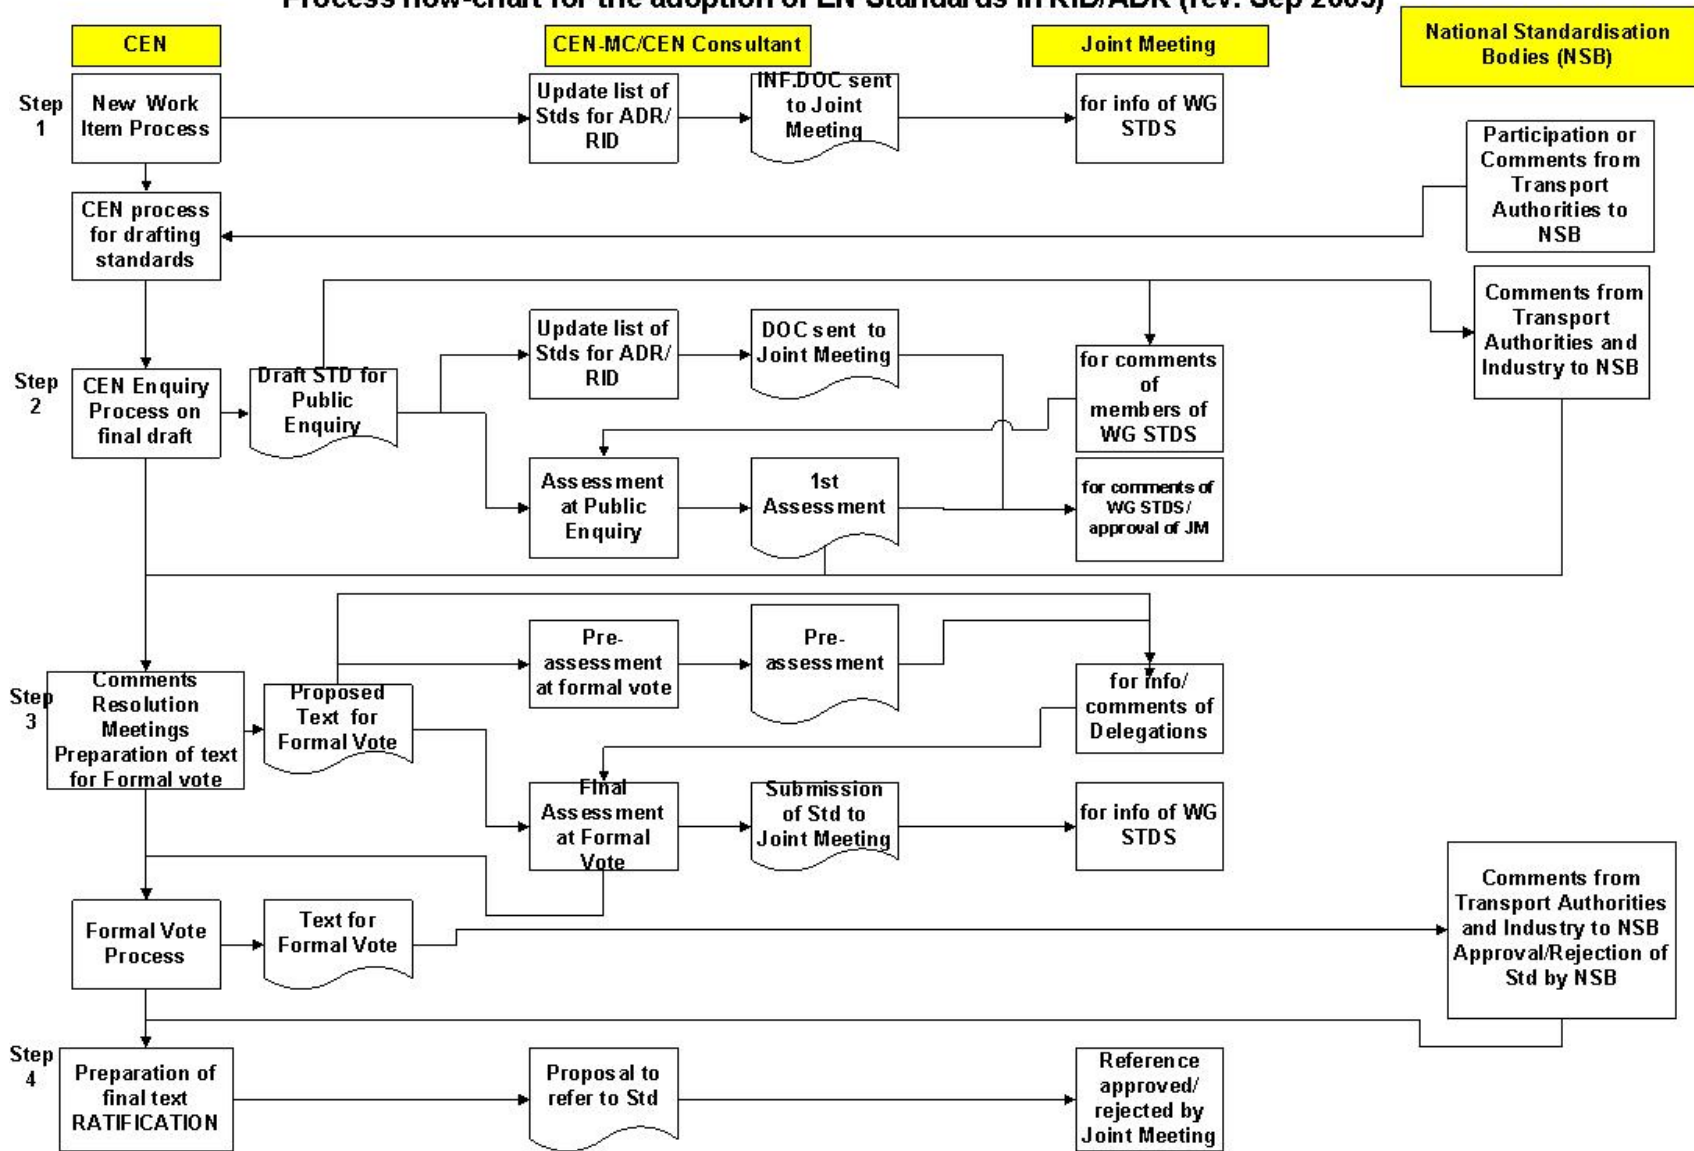 Process flow-chart for the adoption of EN Standards in RID/ADR (rev. Sep 2005)
CEN
CEN-MC/CEN Consultant
Joint Meeting
National Standardisation
Bodies (NSB)
Step
1
New Work
Item Process
Update list of
Stds for ADR/
RID
INF.DOC sent
to Joint
Meeting
for info of WG
STDS
Participation or
Comments from
Transport
Authorities to
NSB
CEN process
for drafting
standards
Step
2
CEN Enquiry
Process on
final draft
Draft STD for
Public
Enquiry
Update list of
Stds for ADR/
RID
DOC sent to
Joint Meeting
for comments
of
members of
WG STDS
Comments from
Transport
Authorities and
Industry to NSB
Assessment
at Public
Enquiry
1st
Assessment
for comments of
WG STDS/
approval of JM
Step
3
Comments
Resolution
Meetings
Preparation of text
for Formal vote
Proposed
Text for
Formal Vote
Pre-
assessment
at formal vote
Pre-
assessment
for info/
comments of
Delegations
Final
Assessment
at Formal
Vote
Submission
of Std to
Joint Meeting
for info of WG
STDS
Formal Vote
Process
Text for
Formal Vote
Comments from
Transport Authorities
and Industry to NSB
Approval/Rejection of
Std by NSB
Step
4
Preparation of
final text
RATIFICATION
Proposal to
refer to Std
Reference
approved/
rejected by
Joint Meeting